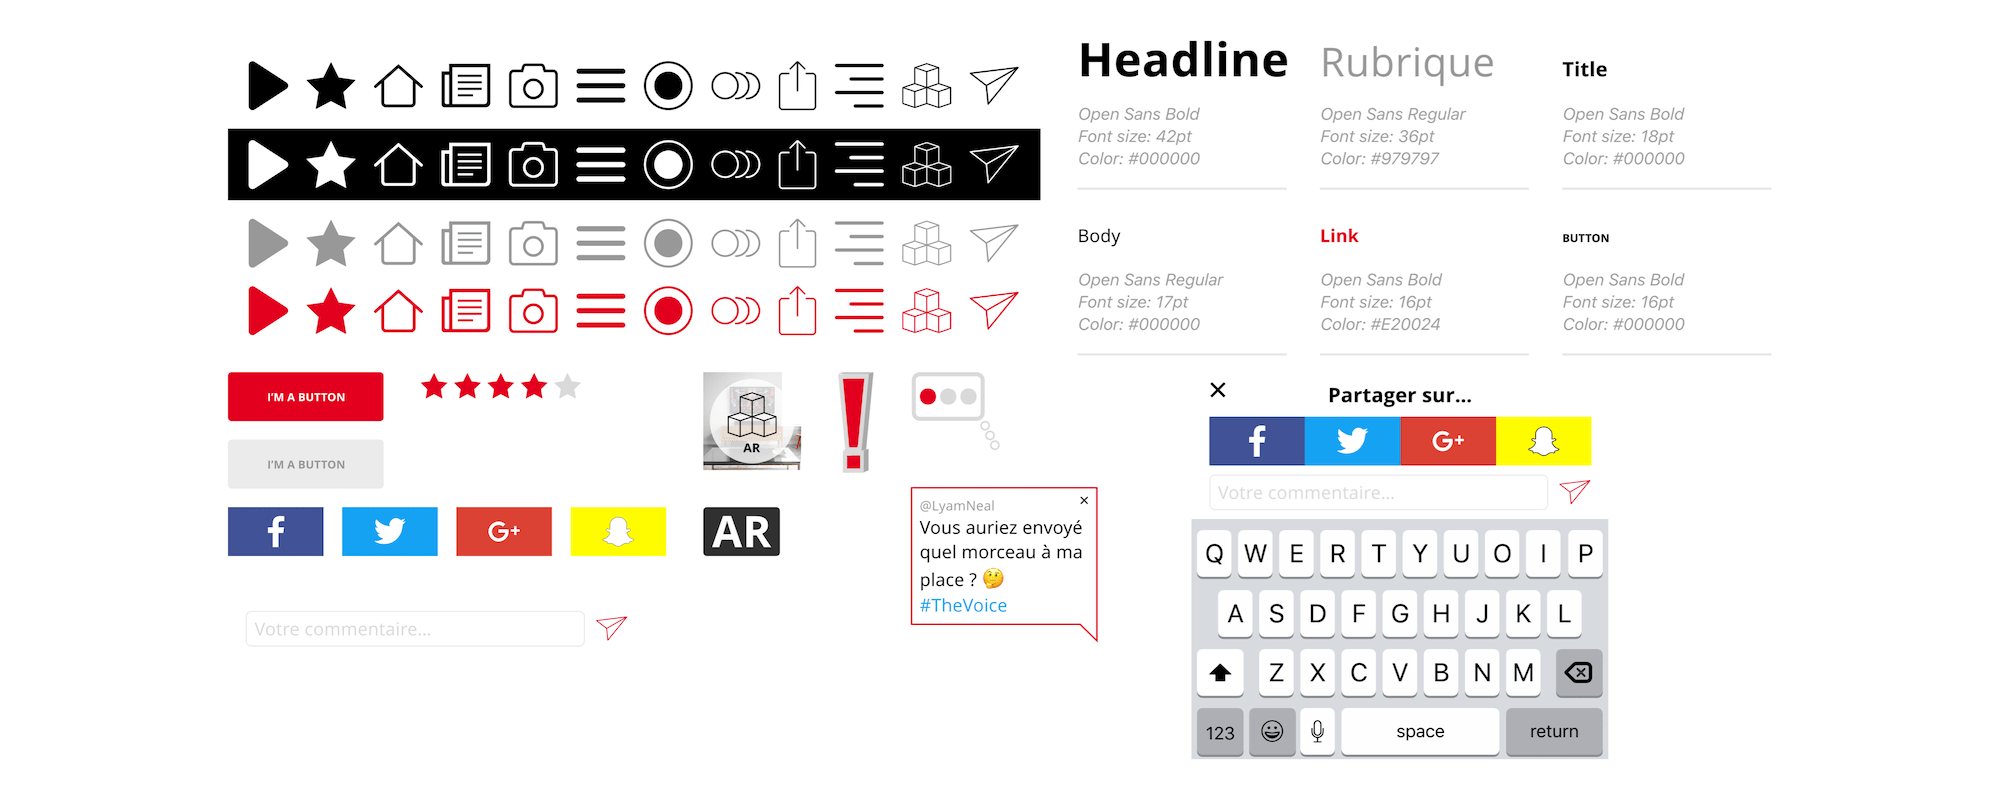 Headline
Open Sans Bold
Font size: 42pt
Color: #000000
Rubrique
Open Sans Regular
Font size: 36pt
Color: #979797
Title
Open Sans Bold
Font size: 18pt
Color: #000000
Body
Open Sans Regular
Font size: 17pt
Color: #000000
Link
Open Sans Bold
Font size: 16pt
Color: #E20024
BUTTON
Open Sans Bold
Font size: 16pt
Color: #000000
I'M A BUTTON
I'M A BUTTON
f
G+
AR
AR
Votre commentaire...
@LyamNeal
Vous auriez envoyé
quel morceau à ma
place ? 🤔
#TheVoice
Partager sur...
f
G+
Votre commentaire...
Q W E R T Y U O I P
A S D F G H J K L
Z X C V B N M
123 space return